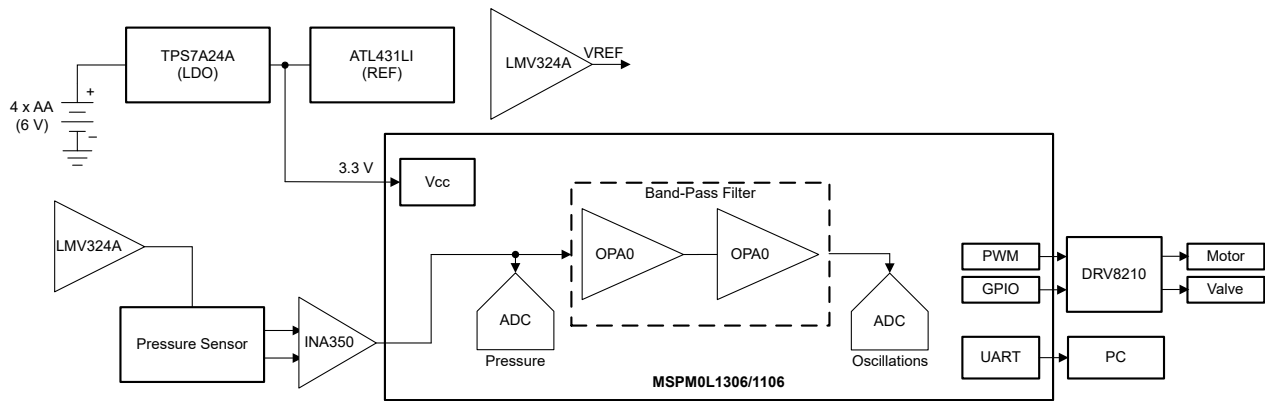 TPS7A24A
(LDO)
ATL431LI
(REF)
LMV324A
VREF
4 x AA
(6 V)
+
−
3.3 V
Vcc
Band-Pass Filter
LMV324A
OPA0
OPA0
PWM
GPIO
DRV8210
Motor
Valve
Pressure Sensor
INA350
ADC
Pressure
ADC
Oscillations
UART
PC
MSPM0L1306/1106